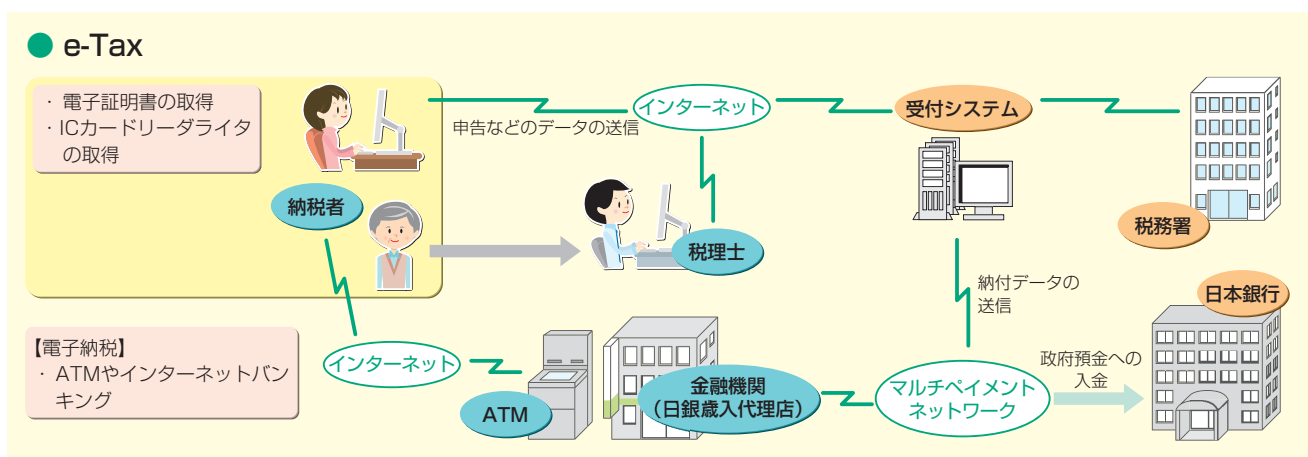 ● e-Tax
・ 電子証明書の取得
・ICカードリーダライタ
の取得
申告などのデータの送信
インターネット
受付システム
納税者
税理士
税務署
納付データの
送信
日本銀行
【電子納税】
・ ATMやインターネットバン
キング
インターネット
ATM
金融機関
（日銀歳入代理店）
マルチペイメント
ネットワーク
政府預金への
入金